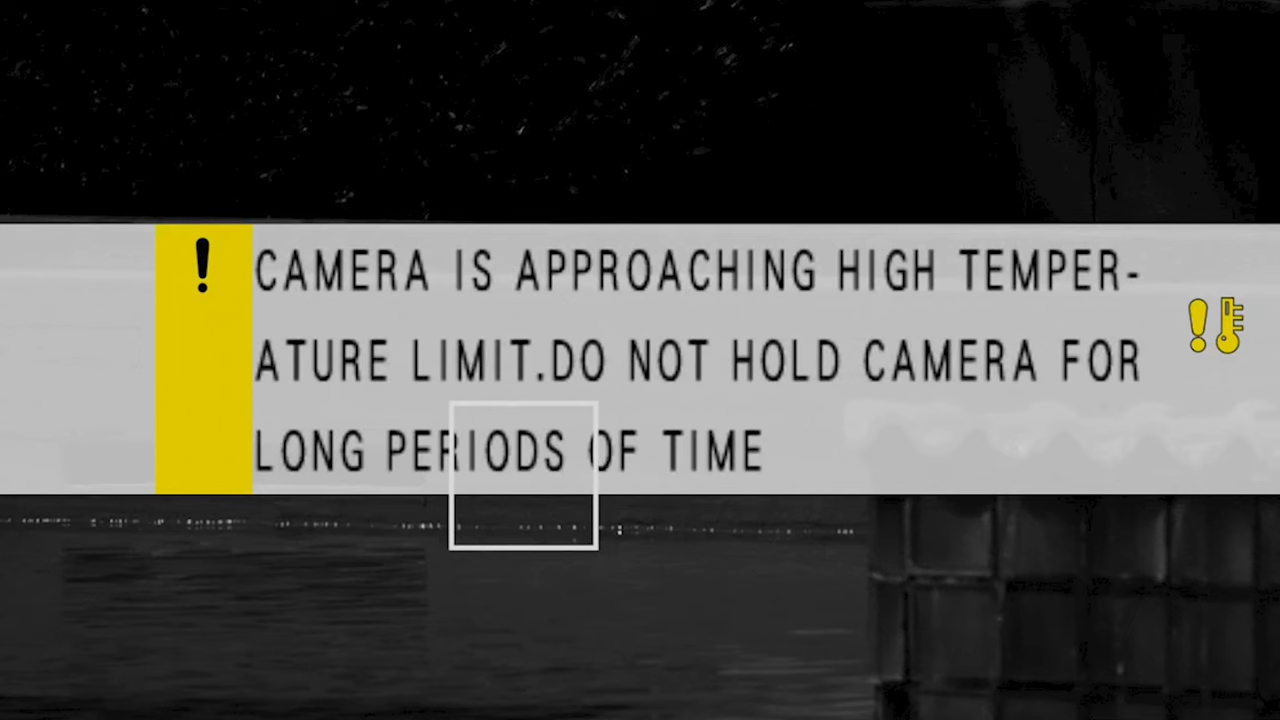 ! CAMERA IS APPROACHING HIGH TEMPER-
ATURE LIMIT.DO NOT HOLD CAMERA FOR
LONG PERIODS OF TIME